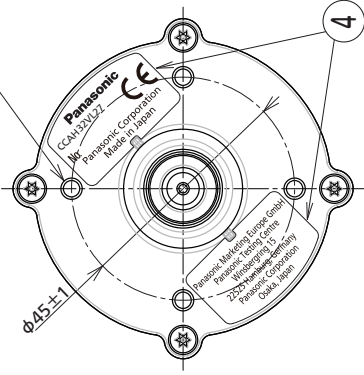 4
Panasonic
CCAH32VL2-Z
No.
CE
Panasonic Corporation
Made in Japan
Panasonic Marketing Europe GmbH
Panasonic Testing Centre
Winsbergring 15
22525 Hamburg, Germany
Panasonic Corporation
Osaka, Japan
φ45±1